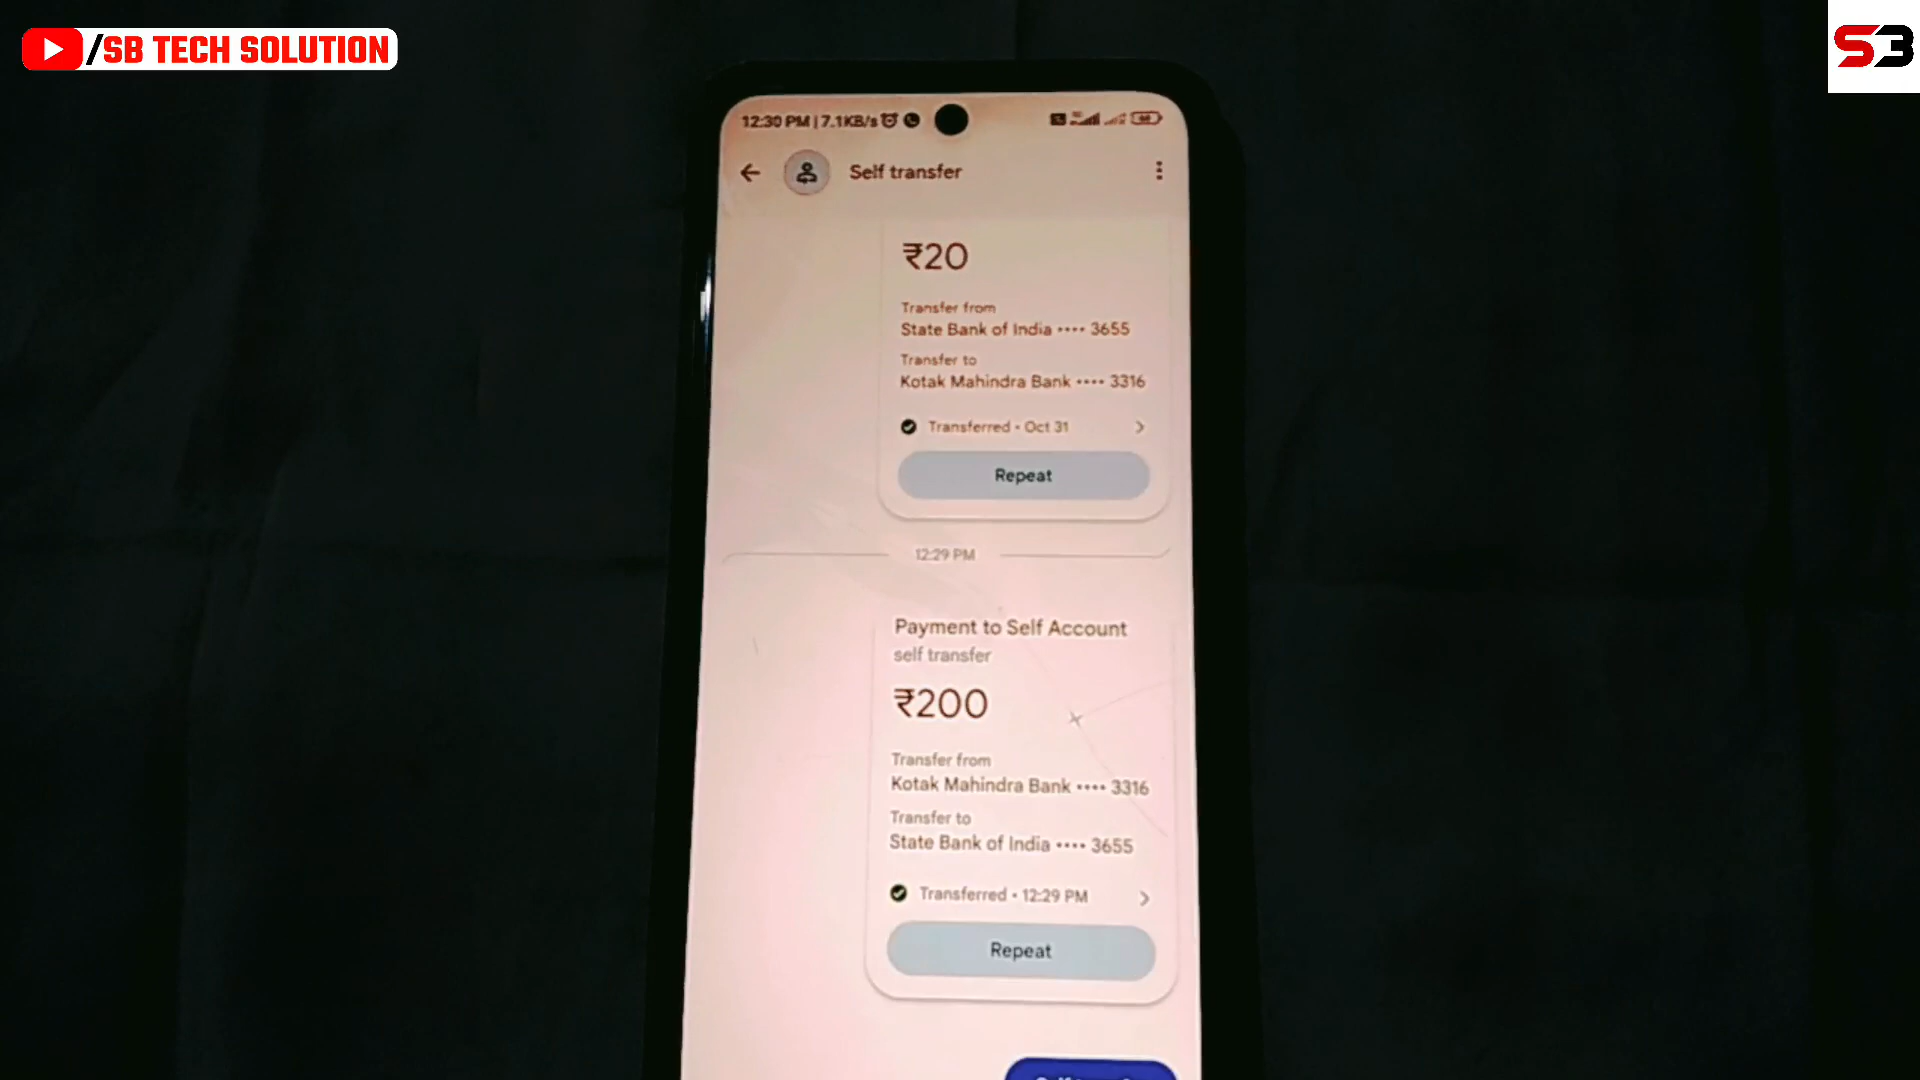 /SB TECH SOLUTION
S3
12:30 PM | 7.1KB/s
Self transfer
₹20
Transfer from
State Bank of India •••• 3655
Transfer to
Kotak Mahindra Bank •••• 3316
Transferred • Oct 31
Repeat
12:29 PM
Payment to Self Account
self transfer
₹200
Transfer from
Kotak Mahindra Bank •••• 3316
Transfer to
State Bank of India •••• 3655
Transferred • 12:29 PM
Repeat